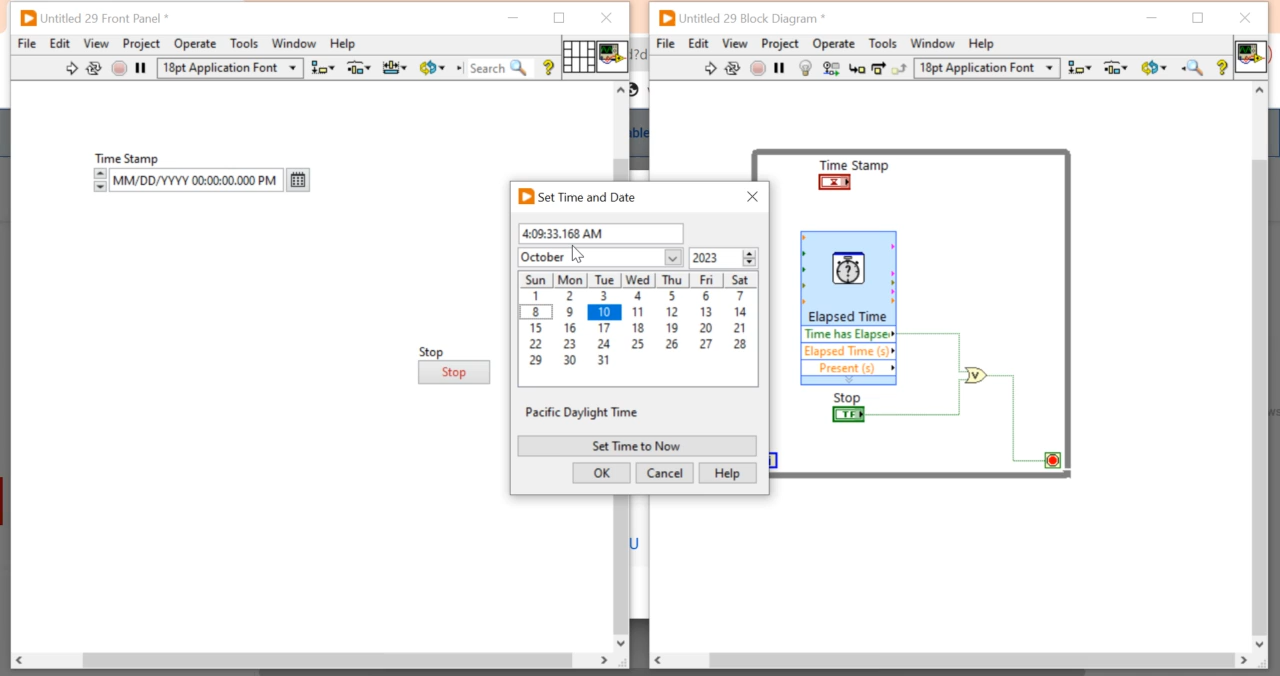 Untitled 29 Front Panel *
File Edit View Project Operate Tools Window Help
18pt Application Font
Search
?
Time Stamp
MM/DD/YYYY 00:00:00.000 PM
Stop
Stop
d?d
able
U
Set Time and Date
4:09:33.168 AM
October 2023
Sun Mon Tue Wed Thu Fri Sat
1 2 3 4 5 6 7
8 9 10 11 12 13 14
15 16 17 18 19 20 21
22 23 24 25 26 27 28
29 30 31
Pacific Daylight Time
Set Time to Now
OK Cancel Help
Untitled 29 Block Diagram *
File Edit View Project Operate Tools Window Help
18pt Application Font
?
Time Stamp
?
Elapsed Time
Time has Elapse
Elapsed Time (s)
Present (s)
V
Stop
TF